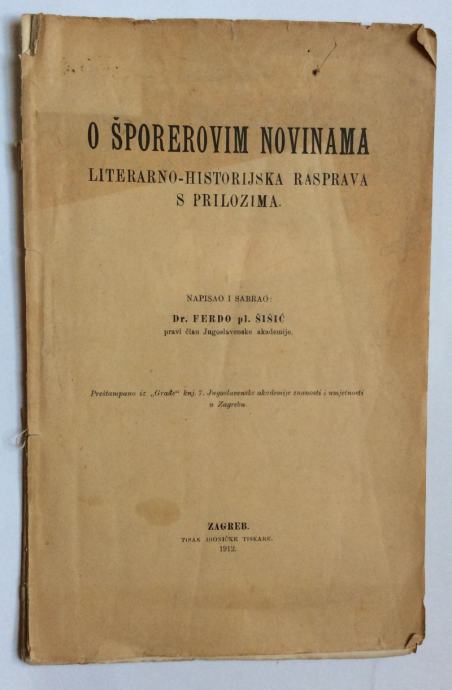 O ŠPOREROVIM NOVINAMA
LITERARNO-HISTORIJSKA RASPRAVA
S PRILOZIMA.
NAPISAO I SABRAO:
Dr. FERDO pl. ŠIŠIĆ
pravi član Jugoslavenske akademije.
Preštampano iz „Građe“ knj. 7. Jugoslavenske akademije znanosti i umjetnosti
u Zagrebu.
ZAGREB.
TISAK DIONIČKE TISKARE.
1912.